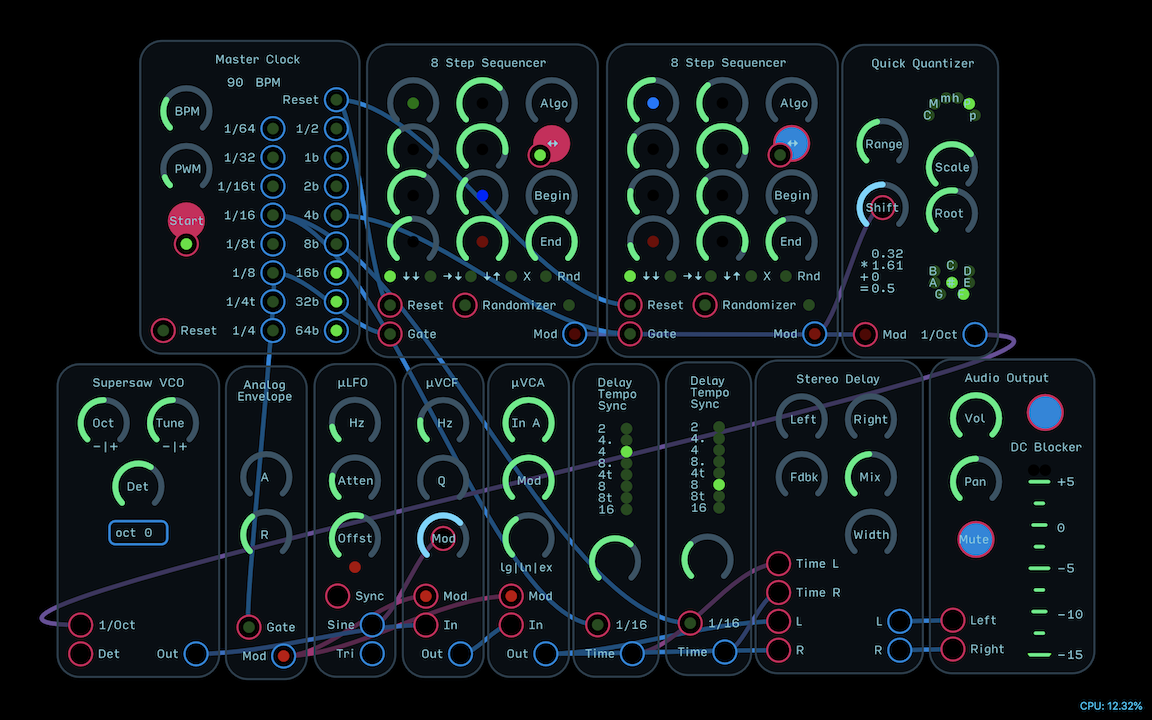 Master Clock
90 BPM
BPM
PWM
Start
Reset
Reset
1/64
1/2
1/32
1b
1/16t
2b
1/16
4b
1/8t
8b
1/8
16b
1/4t
32b
1/4
64b
8 Step Sequencer
Algo
↔
Begin
End
↓↓
→↓
↓↑
X
Rnd
Reset
Randomizer
Gate
Mod
8 Step Sequencer
Algo
↔
Begin
End
↓↓
→↓
↓↑
X
Rnd
Reset
Randomizer
Gate
Mod
Quick Quantizer
C
M
m
h
p
p
Range
Scale
Shift
Root
0.32
*1.61
+0
=0.5
C
B
D
A
E
G
Mod
1/Oct
Supersaw VCO
Oct
Tune
-|+
-|+
Det
oct 0
1/Oct
Det
Out
Analog
Envelope
A
R
Gate
Mod
µLFO
Hz
Atten
Offst
Sync
Sine
Tri
µVCF
Hz
Q
Mod
Mod
In
Out
µVCA
In A
Mod
lg|ln|ex
Mod
In
Out
Delay
Tempo
Sync
2
4.
4
8.
4t
8
8t
16
1/16
Time
Delay
Tempo
Sync
2
4.
4
8.
4t
8
8t
16
1/16
Time
Stereo Delay
Left
Right
Fdbk
Mix
Width
Time L
Time R
L
L
R
R
Audio Output
Vol
DC Blocker
Pan
Mute
+5
0
-5
-10
-15
Left
Right
CPU: 12.32%